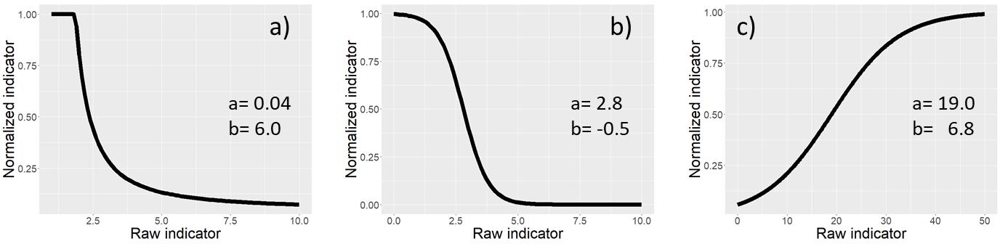 a)
Normalized indicator
1.00
0.75
0.50
0.25
a= 0.04
b= 6.0
2.5
5.0
7.5
10.0
Raw indicator
b)
Normalized indicator
1.00
0.75
0.50
0.25
0.00
a= 2.8
b= -0.5
0.0
2.5
5.0
7.5
10.0
Raw indicator
c)
Normalized indicator
1.00
0.75
0.50
0.25
a= 19.0
b= 6.8
0
10
20
30
40
50
Raw indicator